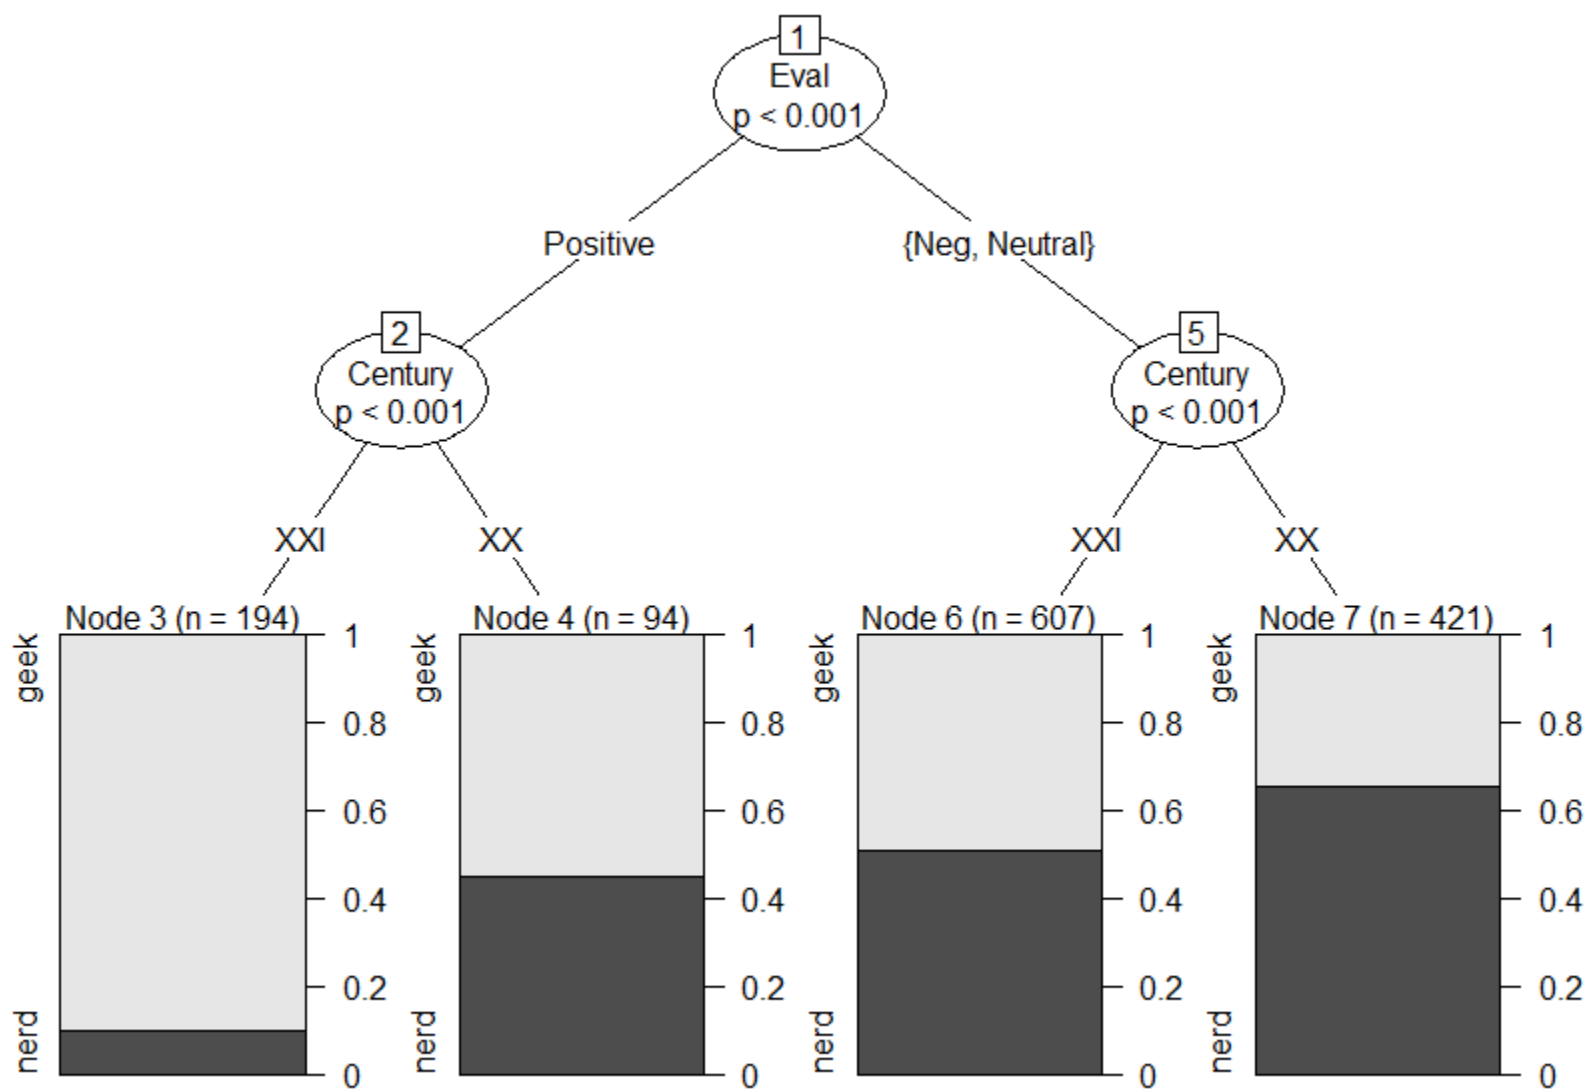 1
Eval
p < 0.001
Positive
{Neg, Neutral}
2
Century
p < 0.001
5
Century
p < 0.001
XXI
XX
XXI
XX
Node 3 (n = 194)
geek
nerd
1
0.8
0.6
0.4
0.2
0
Node 4 (n = 94)
geek
nerd
1
0.8
0.6
0.4
0.2
0
Node 6 (n = 607)
geek
nerd
1
0.8
0.6
0.4
0.2
0
Node 7 (n = 421)
geek
nerd
1
0.8
0.6
0.4
0.2
0